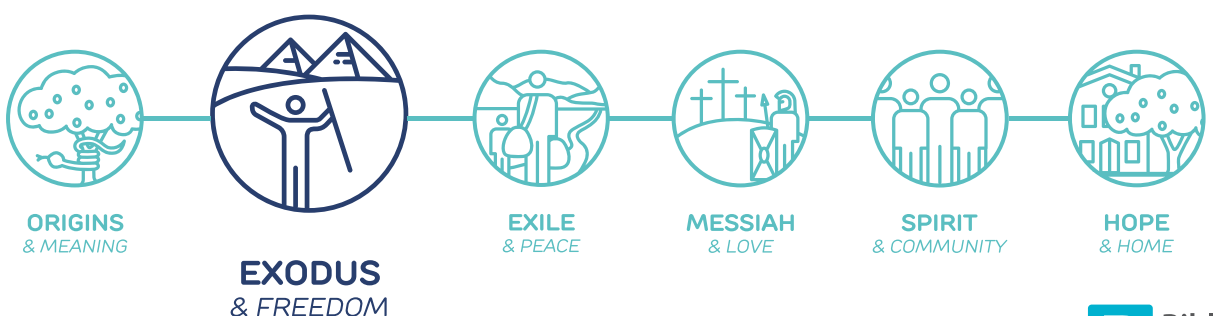 ORIGINS
& MEANING
EXODUS
& FREEDOM
EXILE
& PEACE
MESSIAH
& LOVE
SPIRIT
& COMMUNITY
HOPE
& HOME